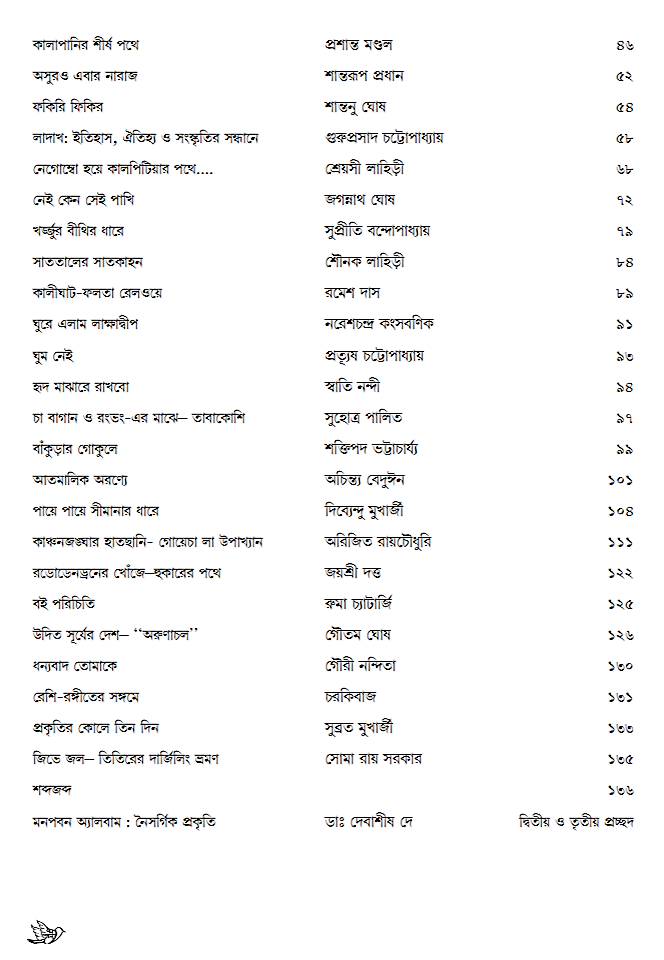 কালাপানির শীর্ষ পথে প্রশান্ত মণ্ডল ৪৬
অসুরও এবার নারাজ শান্তরূপ প্রধান ৫২
ফকিরি ফিকির শান্তনু ঘোষ ৫৪
লাদাখ: ইতিহাস, ঐতিহ্য ও সংস্কৃতির সন্ধানে গুরুপ্রসাদ চট্টোপাধ্যায় ৫৮
নেগোম্বো হয়ে কালপিটিয়ার পথে.... শ্রেয়সী লাহিড়ী ৬৮
নেই কেন সেই পাখি জগন্নাথ ঘোষ ৭২
খর্জ্জুর বীথির ধারে সুপ্রীতি বন্দোপাধ্যায় ৭৯
সাততালের সাতকাহন শৌনক লাহিড়ী ৮৪
কালীঘাট-ফলতা রেলওয়ে রমেশ দাস ৮৯
ঘুরে এলাম লাক্ষাদ্বীপ নরেশচন্দ্র কংসবণিক ৯১
ঘুম নেই প্রত্যূষ চট্টোপাধ্যায় ৯৩
হৃদ মাঝারে রাখবো স্বাতি নন্দী ৯৪
চা বাগান ও রংভং-এর মাঝে– তাবাকোশি সুহোত্র পালিত ৯৭
বাঁকুড়ার গোকুলে শক্তিপদ ভট্টাচার্য্য ৯৯
আতমালিক অরণ্যে অচিন্ত্য বেদুঈন ১০১
পায়ে পায়ে সীমানার ধারে দিব্যেন্দু মুখার্জী ১০৪
কাঞ্চনজঙ্ঘার হাতছানি- গোয়েচা লা উপাখ্যান অরিজিত রায়চৌধুরি ১১১
রডোডেনড্রনের খোঁজে–হুকারের পথে জয়শ্রী দত্ত ১২২
বই পরিচিতি রুমা চ্যাটার্জি ১২৫
উদিত সূর্যের দেশ– ‘‘অরুণাচল’’ গৌতম ঘোষ ১২৬
ধন্যবাদ তোমাকে গৌরী নন্দিতা ১৩০
রেশি-রঙ্গীতের সঙ্গমে চরকিবাজ ১৩১
প্রকৃতির কোলে তিন দিন সুব্রত মুখার্জী ১৩৩
জিভে জল– তিতিরের দার্জিলিং ভ্রমণ সোমা রায় সরকার ১৩৫
শব্দজব্দ ১৩৬
মনপবন অ্যালবাম : নৈসর্গিক প্রকৃতি ডাঃ দেবাশীষ দে দ্বিতীয় ও তৃতীয় প্রচ্ছদ